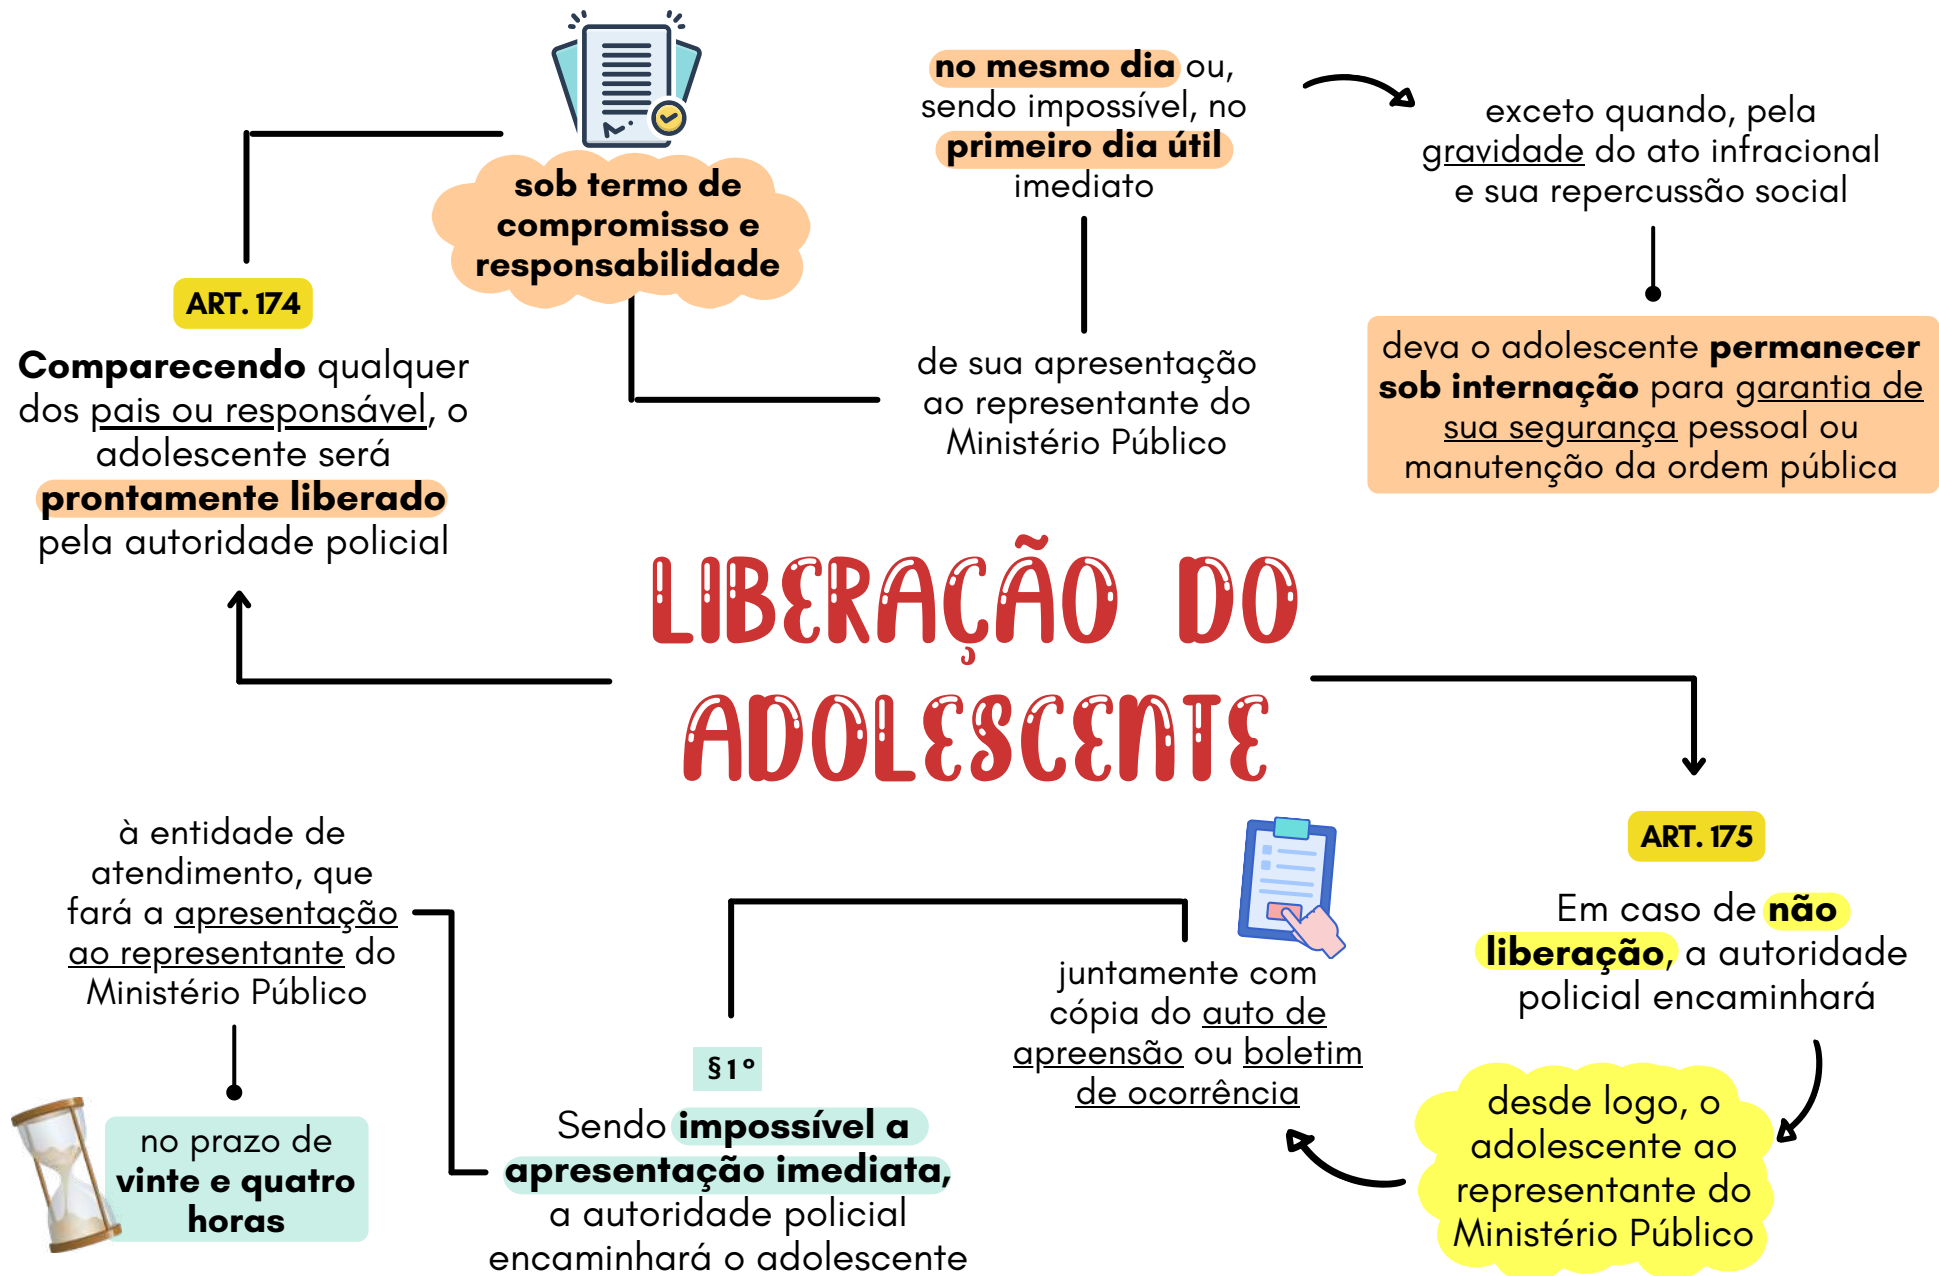 LIBERAÇÃO DO
ADOLESCENTE
ART. 174
Comparecendo qualquer
dos pais ou responsável, o
adolescente será
prontamente liberado
pela autoridade policial
sob termo de
compromisso e
responsabilidade
de sua apresentação
ao representante do
Ministério Público
no mesmo dia ou,
sendo impossível, no
primeiro dia útil
imediato
exceto quando, pela
gravidade do ato infracional
e sua repercussão social
deva o adolescente permanecer
sob internação para garantia de
sua segurança pessoal ou
manutenção da ordem pública
ART. 175
Em caso de não
liberação, a autoridade
policial encaminhará
desde logo, o
adolescente ao
representante do
Ministério Público
juntamente com
cópia do auto de
apreensão ou boletim
de ocorrência
§1º
Sendo impossível a
apresentação imediata,
a autoridade policial
encaminhará o adolescente
à entidade de
atendimento, que
fará a apresentação
ao representante do
Ministério Público
no prazo de
vinte e quatro
horas